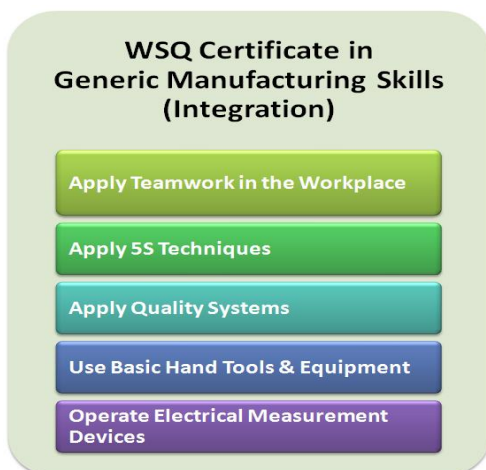 WSQ Certificate in
Generic Manufacturing Skills
(Integration)
Apply Teamwork in the Workplace
Apply 5S Techniques
Apply Quality Systems
Use Basic Hand Tools & Equipment
Operate Electrical Measurement
Devices